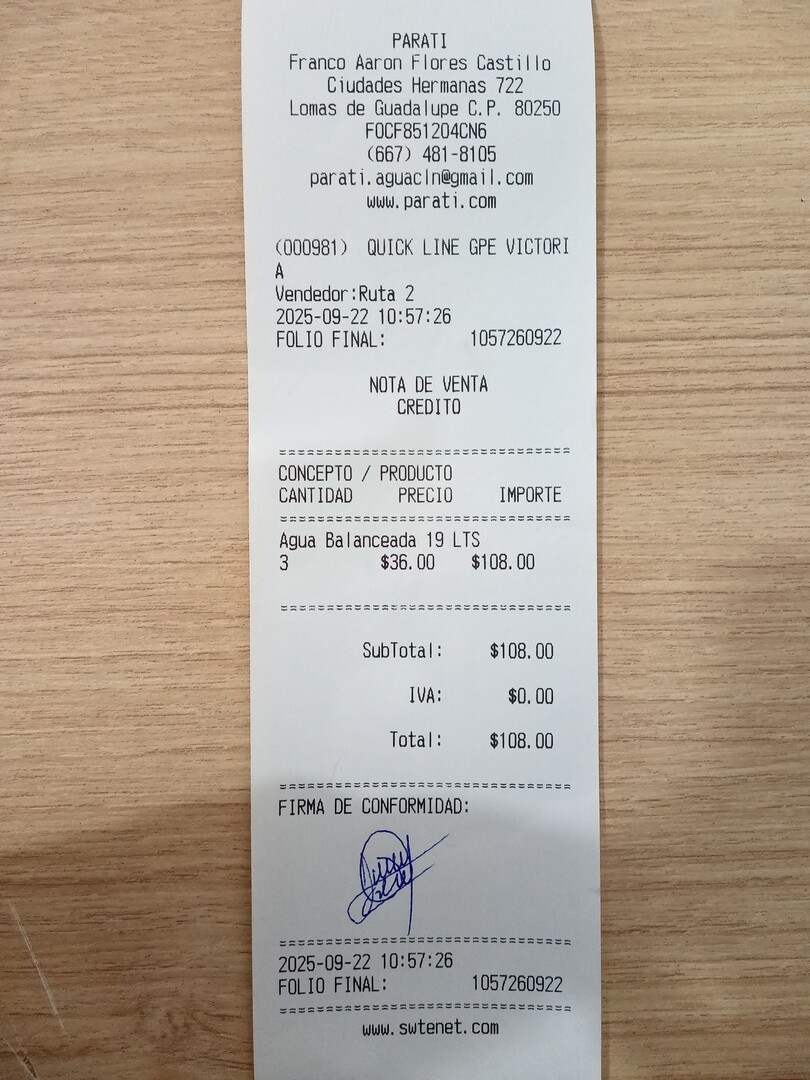 PARATI
Franco Aaron Flores Castillo
Ciudades Hermanas 722
Lomas de Guadalupe C.P. 80250
FOCF851204CN6
(667) 481-8105
parati.aguacln@gmail.com
www.parati.com
(000981) QUICK LINE GPE VICTORI
A
Vendedor:Ruta 2
2025-09-22 10:57:26
FOLIO FINAL: 1057260922
NOTA DE VENTA
CREDITO
CONCEPTO / PRODUCTO
CANTIDAD PRECIO IMPORTE
Agua Balanceada 19 LTS
3 $36.00 $108.00
SubTotal: $108.00
IVA: $0.00
Total: $108.00
FIRMA DE CONFORMIDAD:
2025-09-22 10:57:26
FOLIO FINAL: 1057260922
www.swtenet.com